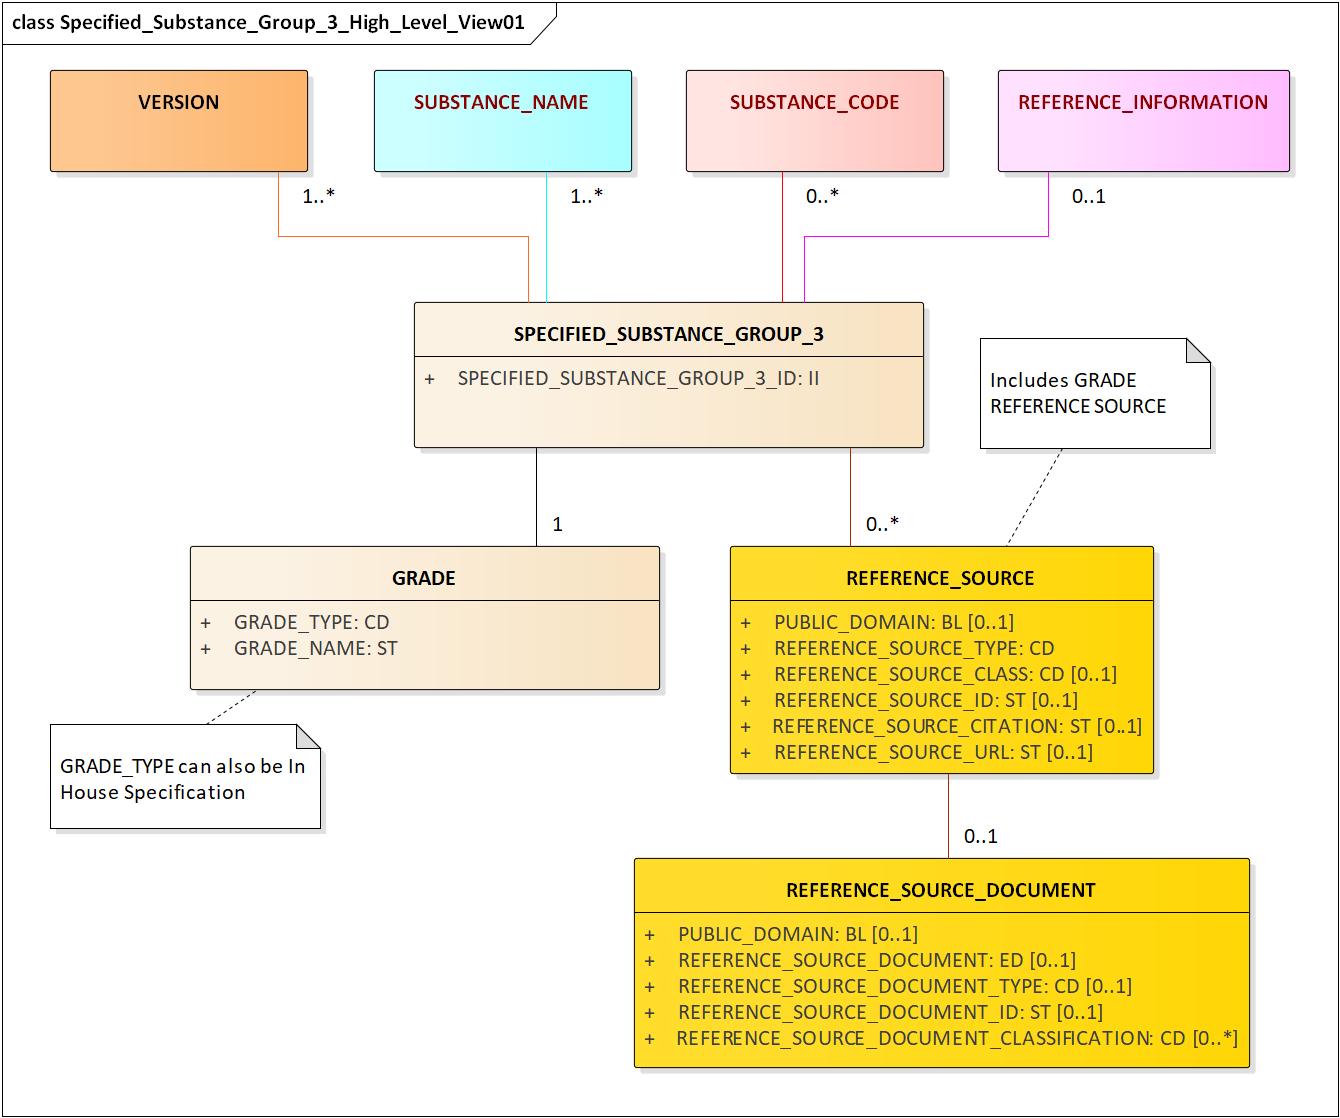 class Specified_Substance_Group_3_High_Level_View01
VERSION
SUBSTANCE_NAME
SUBSTANCE_CODE
REFERENCE_INFORMATION
1..*
1..*
0..*
0..1
SPECIFIED_SUBSTANCE_GROUP_3
+ SPECIFIED_SUBSTANCE_GROUP_3_ID: II
Includes GRADE
REFERENCE SOURCE
1
0..*
GRADE
+ GRADE_TYPE: CD
+ GRADE_NAME: ST
REFERENCE_SOURCE
+ PUBLIC_DOMAIN: BL [0..1]
+ REFERENCE_SOURCE_TYPE: CD
+ REFERENCE_SOURCE_CLASS: CD [0..1]
+ REFERENCE_SOURCE_ID: ST [0..1]
+ REFERENCE_SOURCE_CITATION: ST [0..1]
+ REFERENCE_SOURCE_URL: ST [0..1]
GRADE_TYPE can also be In
House Specification
0..1
REFERENCE_SOURCE_DOCUMENT
+ PUBLIC_DOMAIN: BL [0..1]
+ REFERENCE_SOURCE_DOCUMENT: ED [0..1]
+ REFERENCE_SOURCE_DOCUMENT_TYPE: CD [0..1]
+ REFERENCE_SOURCE_DOCUMENT_ID: ST [0..1]
+ REFERENCE_SOURCE_DOCUMENT_CLASSIFICATION: CD [0..*]